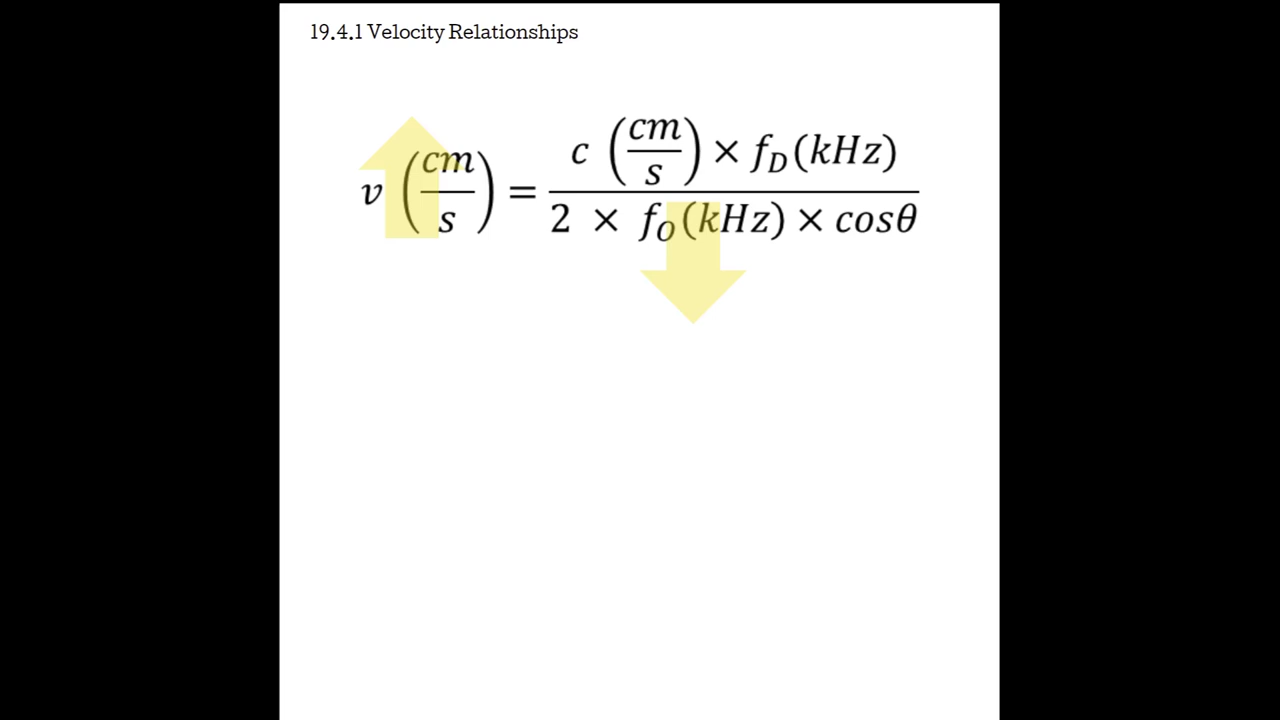 19.4.1 Velocity Relationships
v (cm/s) = c (cm/s) × f_D(kHz) / 2 × f_O(kHz) × cosθ